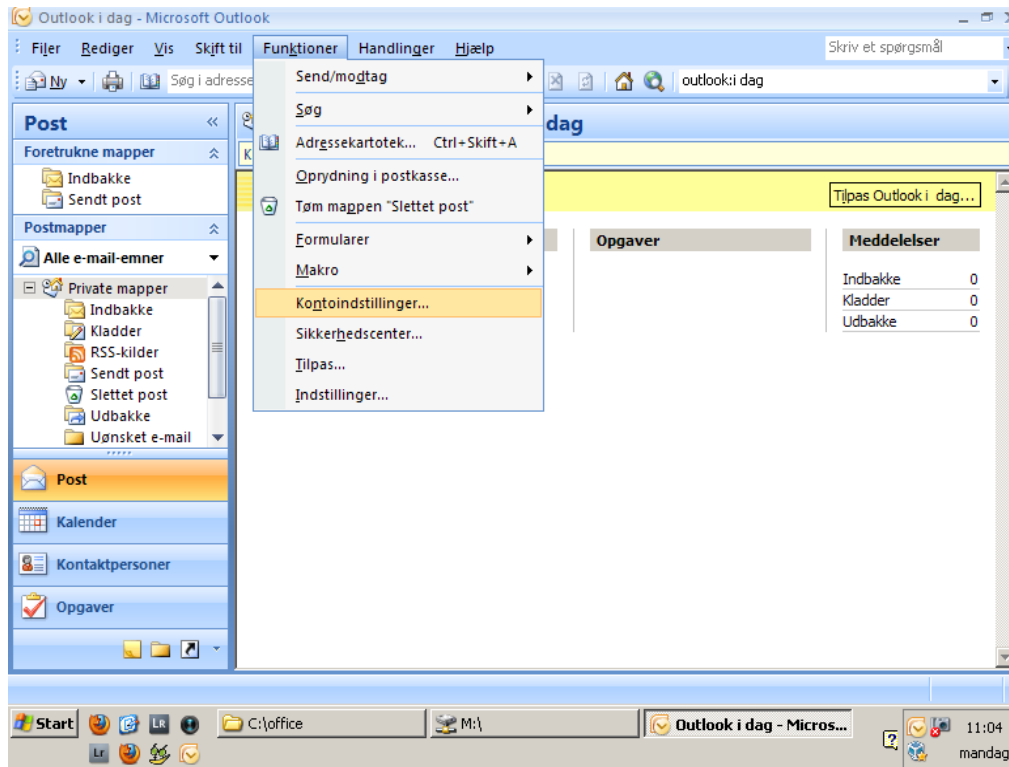 Outlook i dag - Microsoft Outlook
Filer Rediger Vis Skift til Funktioner Handlinger Hjælp Skriv et spørgsmål
Ny Søg i adresse outlook:i dag
Post «
Foretrukne mapper
Indbakke
Sendt post
Postmapper
Alle e-mail-emner
Private mapper
Indbakke
Kladder
RSS-kilder
Sendt post
Slettet post
Udbakke
Uønsket e-mail
Post
Kalender
Kontaktpersoner
Opgaver
Send/modtag
Søg
Adressekartotek... Ctrl+Skift+A
Oprydning i postkasse...
Tøm mappen "Slettet post"
Formularer
Makro
Kontoindstillinger...
Sikkerhedscenter...
Tilpas...
Indstillinger...
dag
K
Tilpas Outlook i dag...
Opgaver
Meddelelser
Indbakke 0
Kladder 0
Udbakke 0
Start LR C:\office M:\ Outlook i dag - Micros... 11:04
Lr mandag